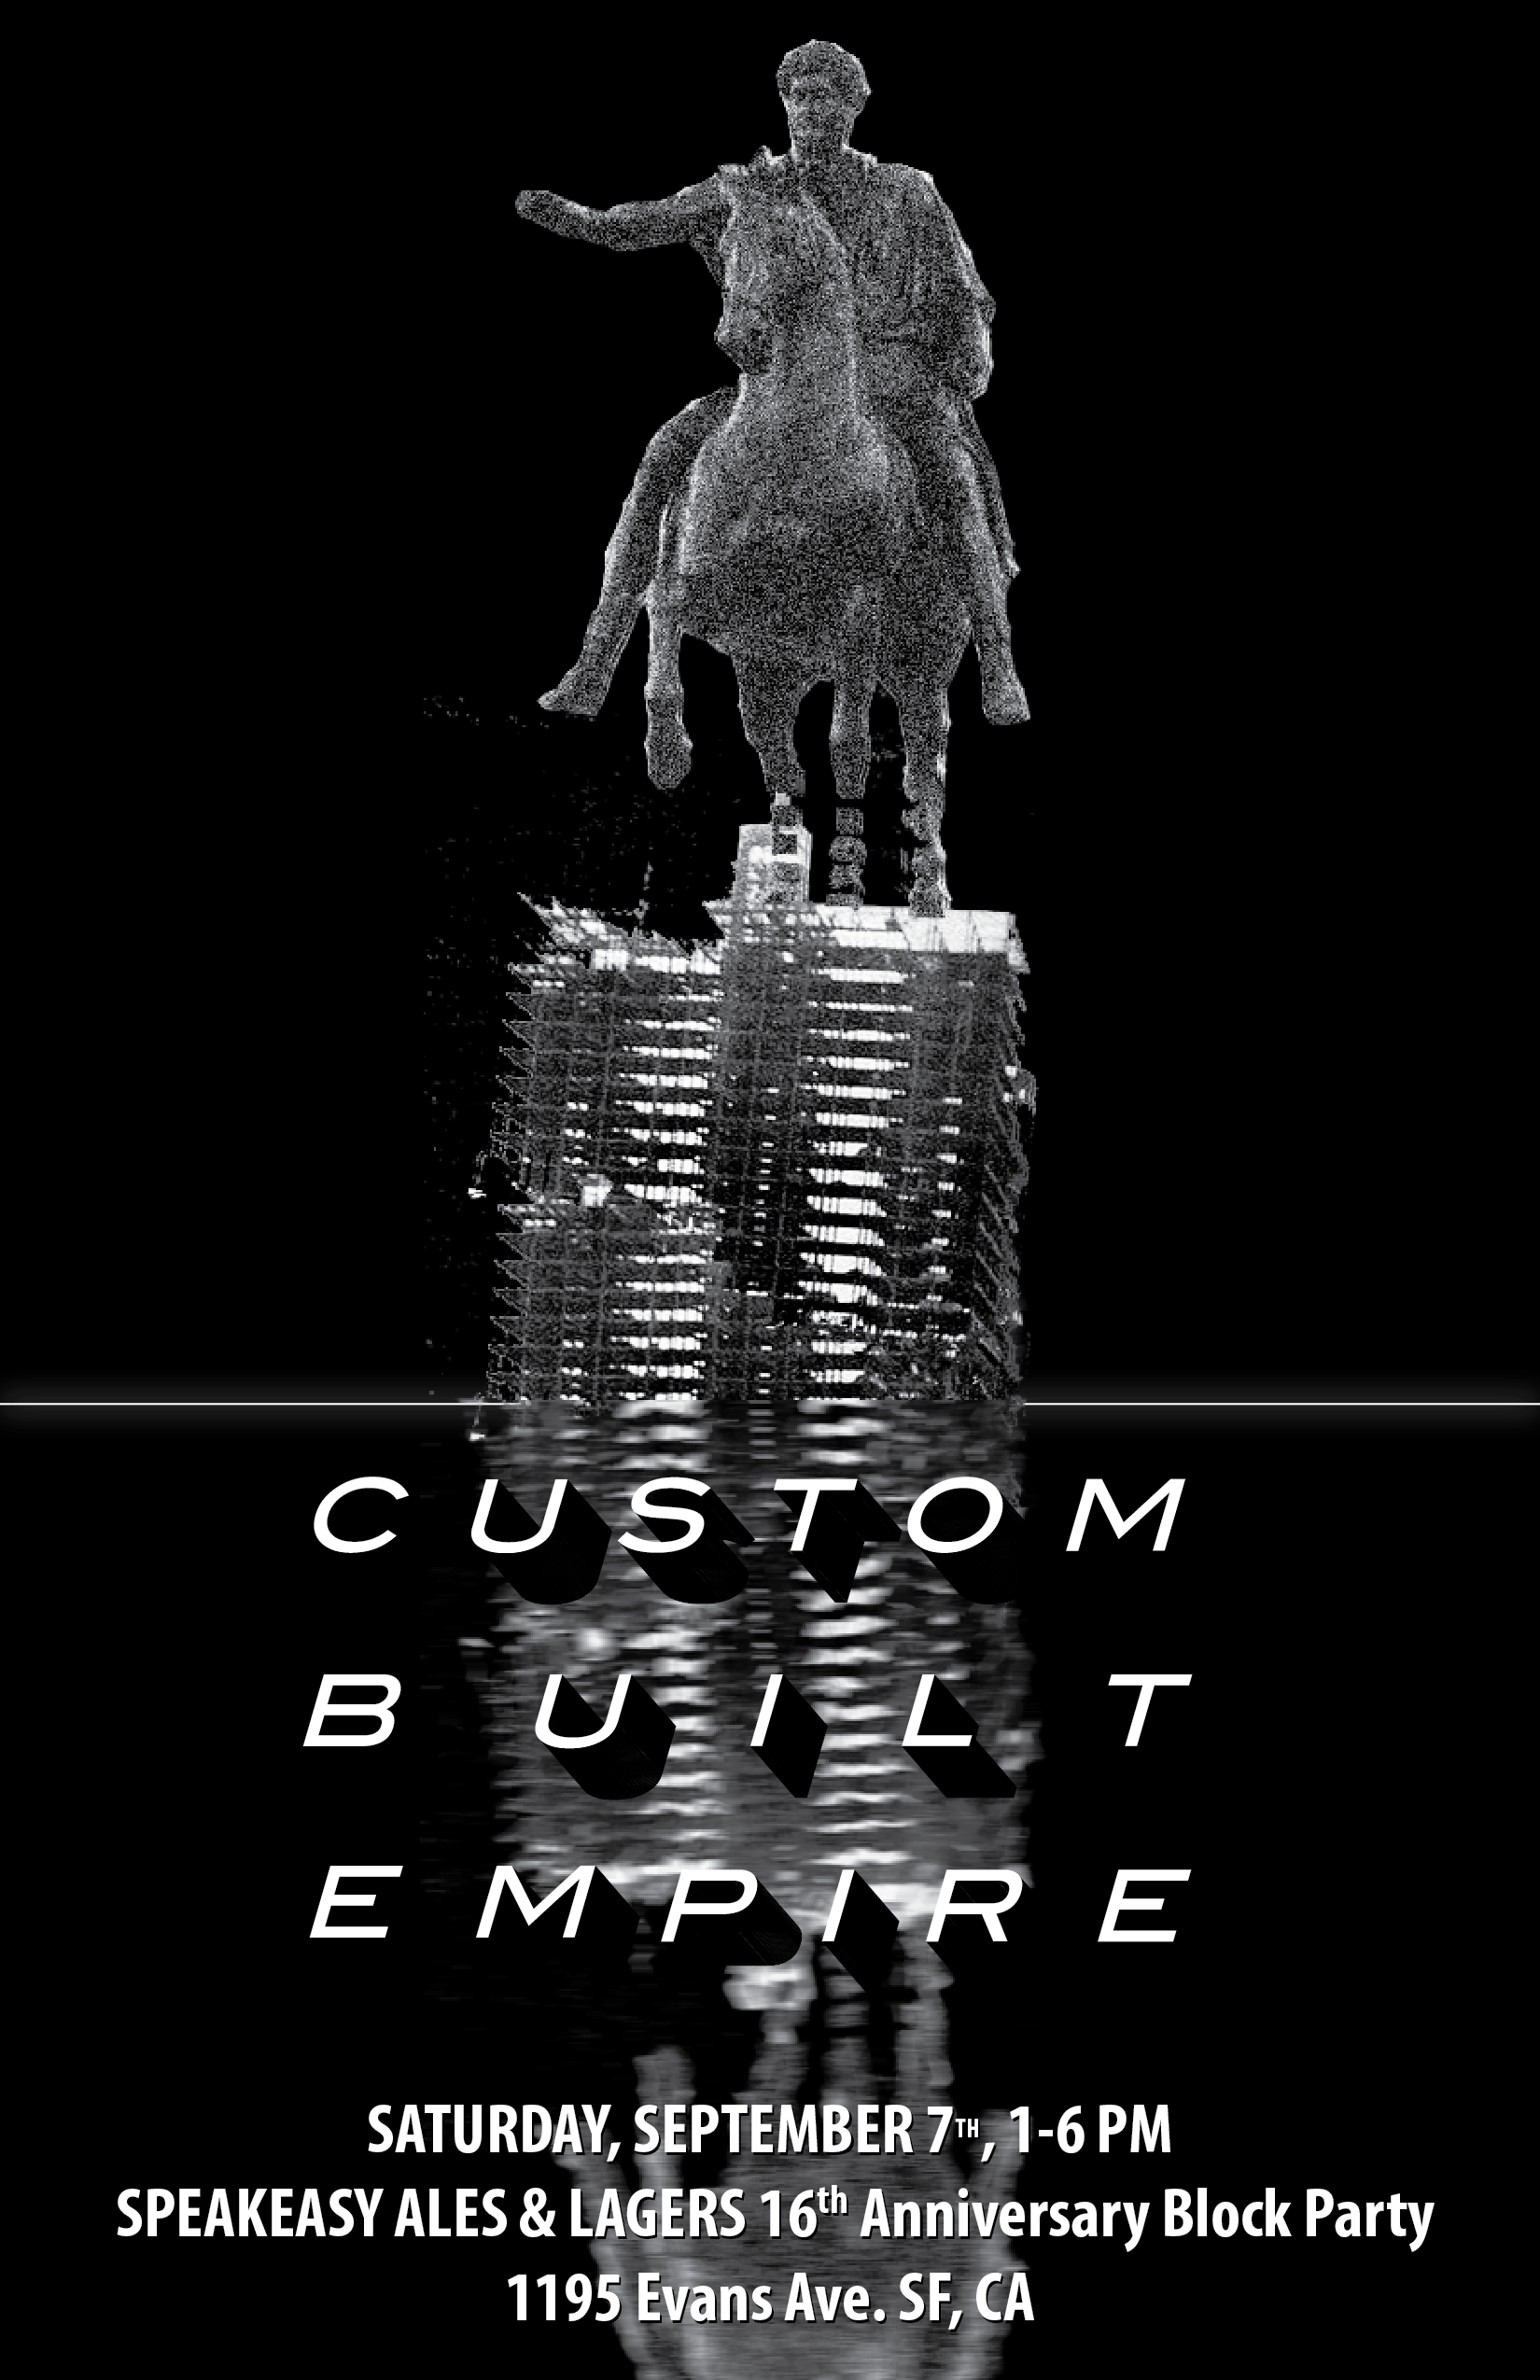 CUSTOM
BUILT
EMPIRE
SATURDAY, SEPTEMBER 7TH, 1-6 PM
SPEAKEASY ALES & LAGERS 16th Anniversary Block Party
1195 Evans Ave. SF, CA